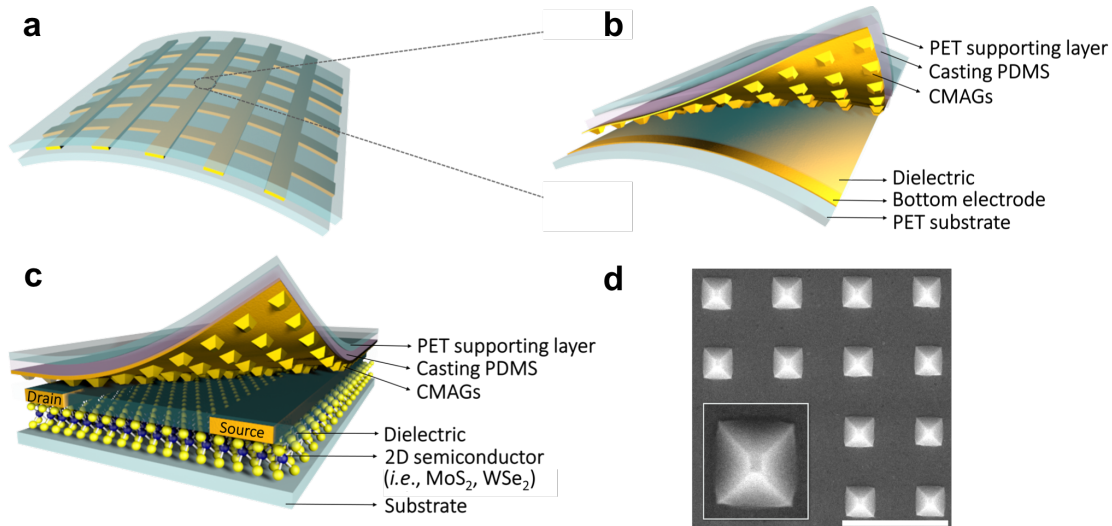 a
b
PET supporting layer
Casting PDMS
CMAGs
Dielectric
Bottom electrode
PET substrate
c
PET supporting layer
Casting PDMS
CMAGs
Drain
Source
Dielectric
2D semiconductor
(i.e., MoS₂, WSe₂)
Substrate
d